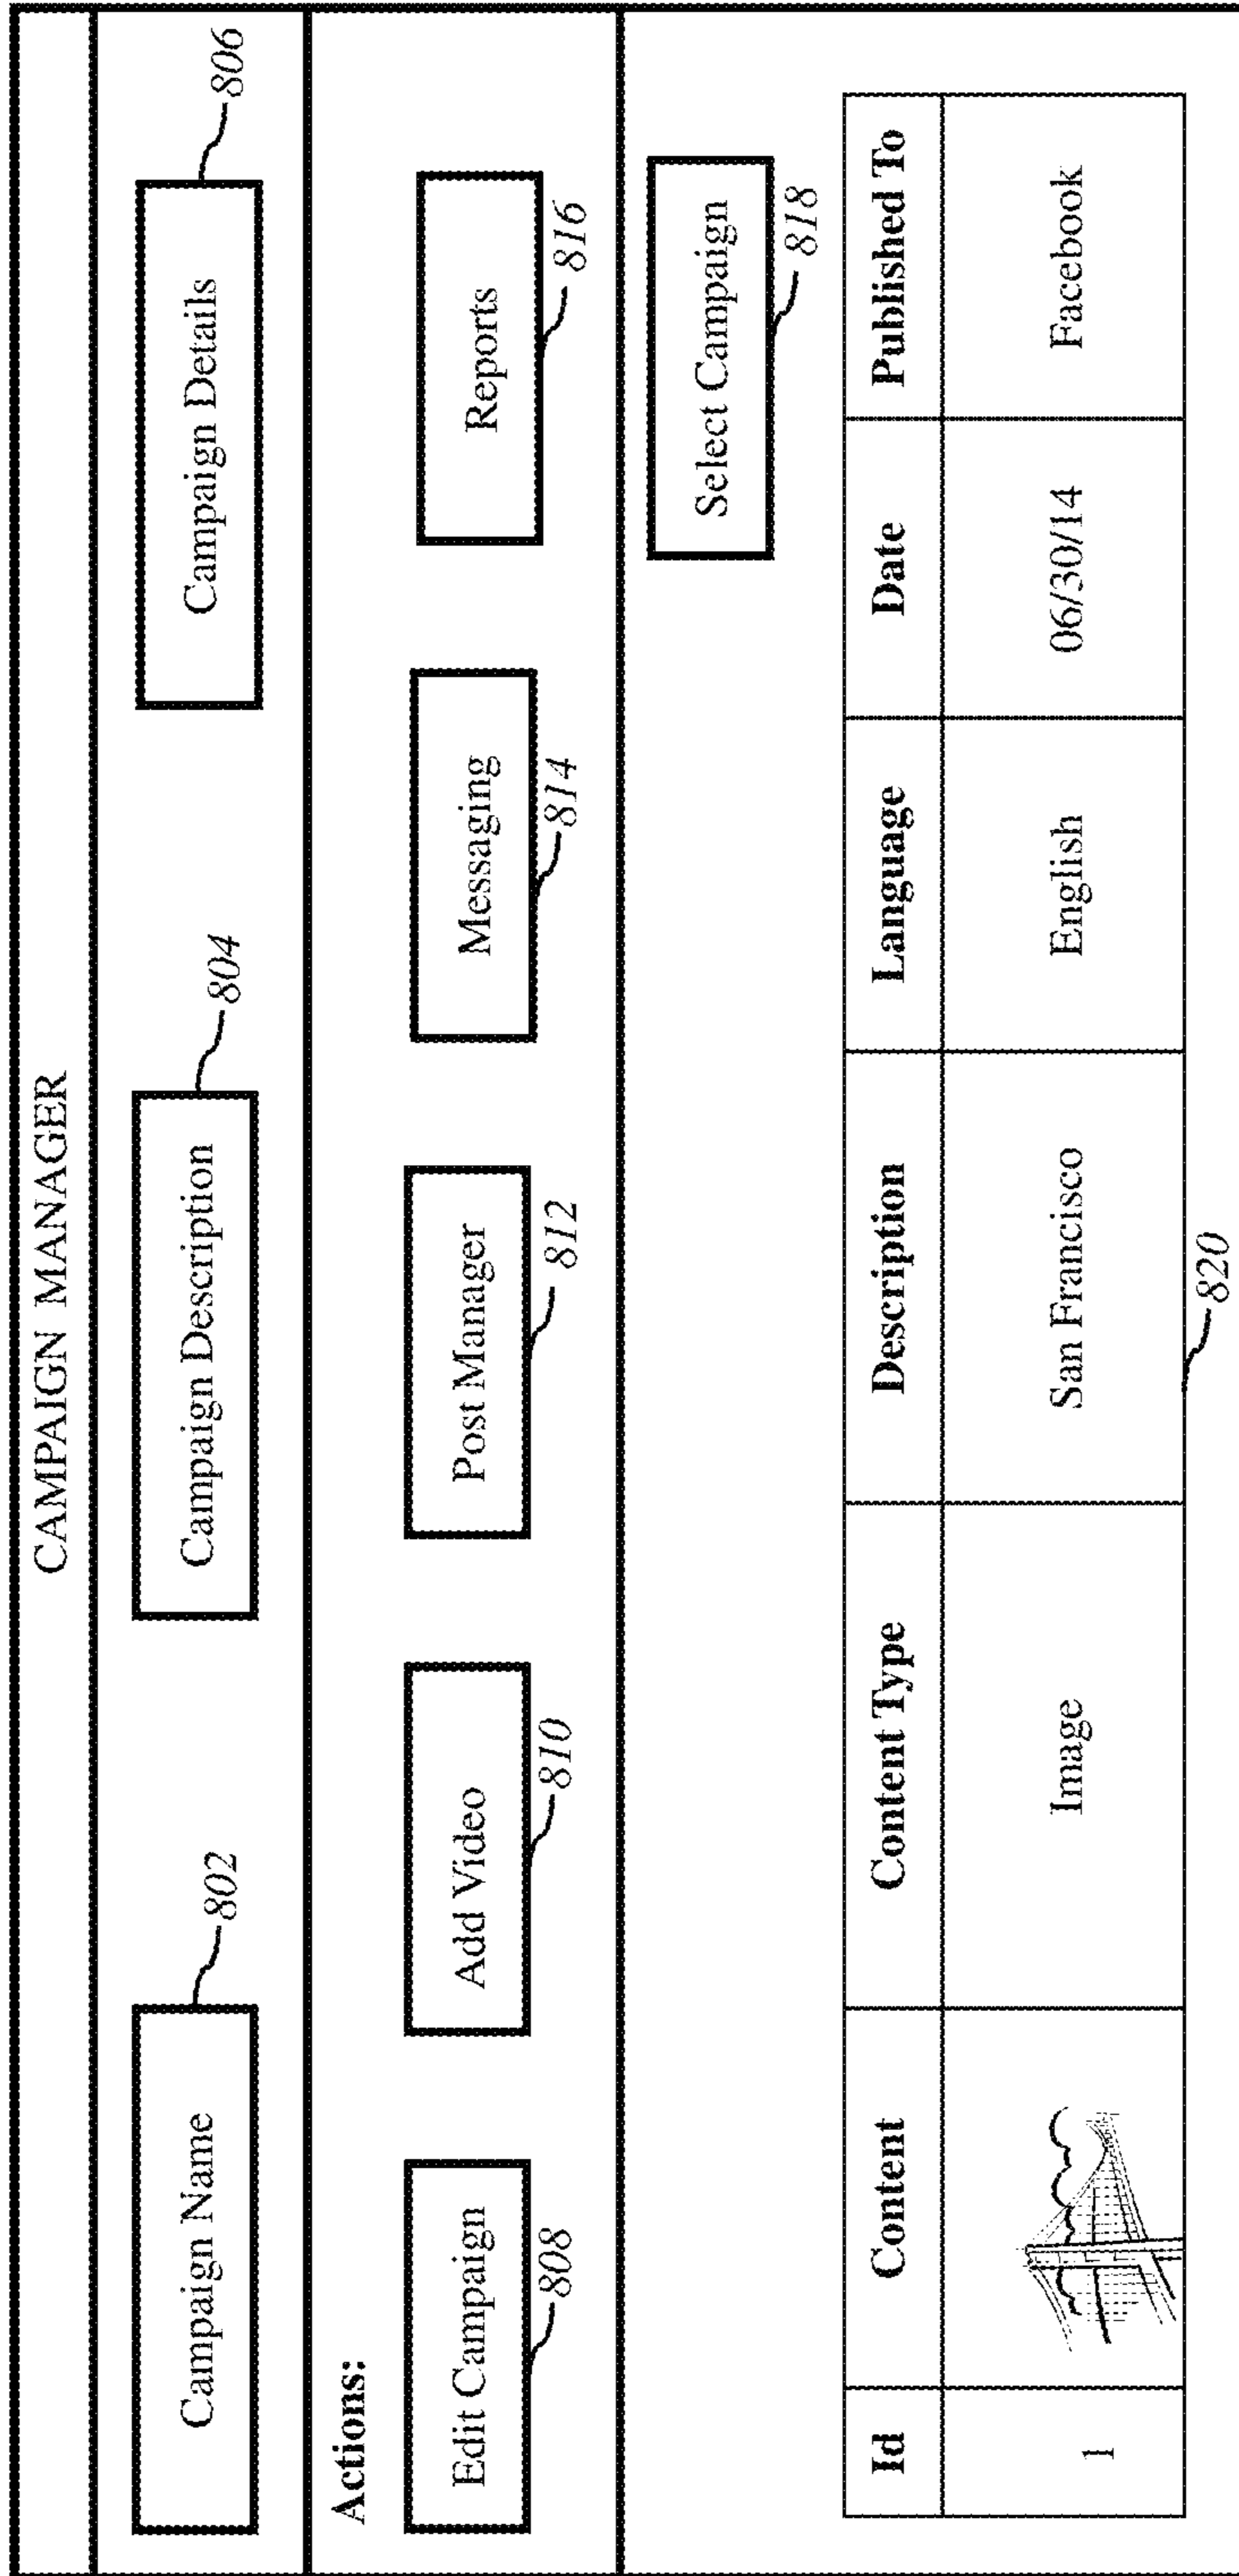 CAMPAIGN MANAGER
Campaign Name
802
Campaign Description
804
Campaign Details
806
Actions:
Edit Campaign
808
Add Video
810
Post Manager
812
Messaging
814
Reports
816
Select Campaign
818
Id Content Content Type Description Language Date Published To
1 Image San Francisco English 06/30/14 Facebook
820